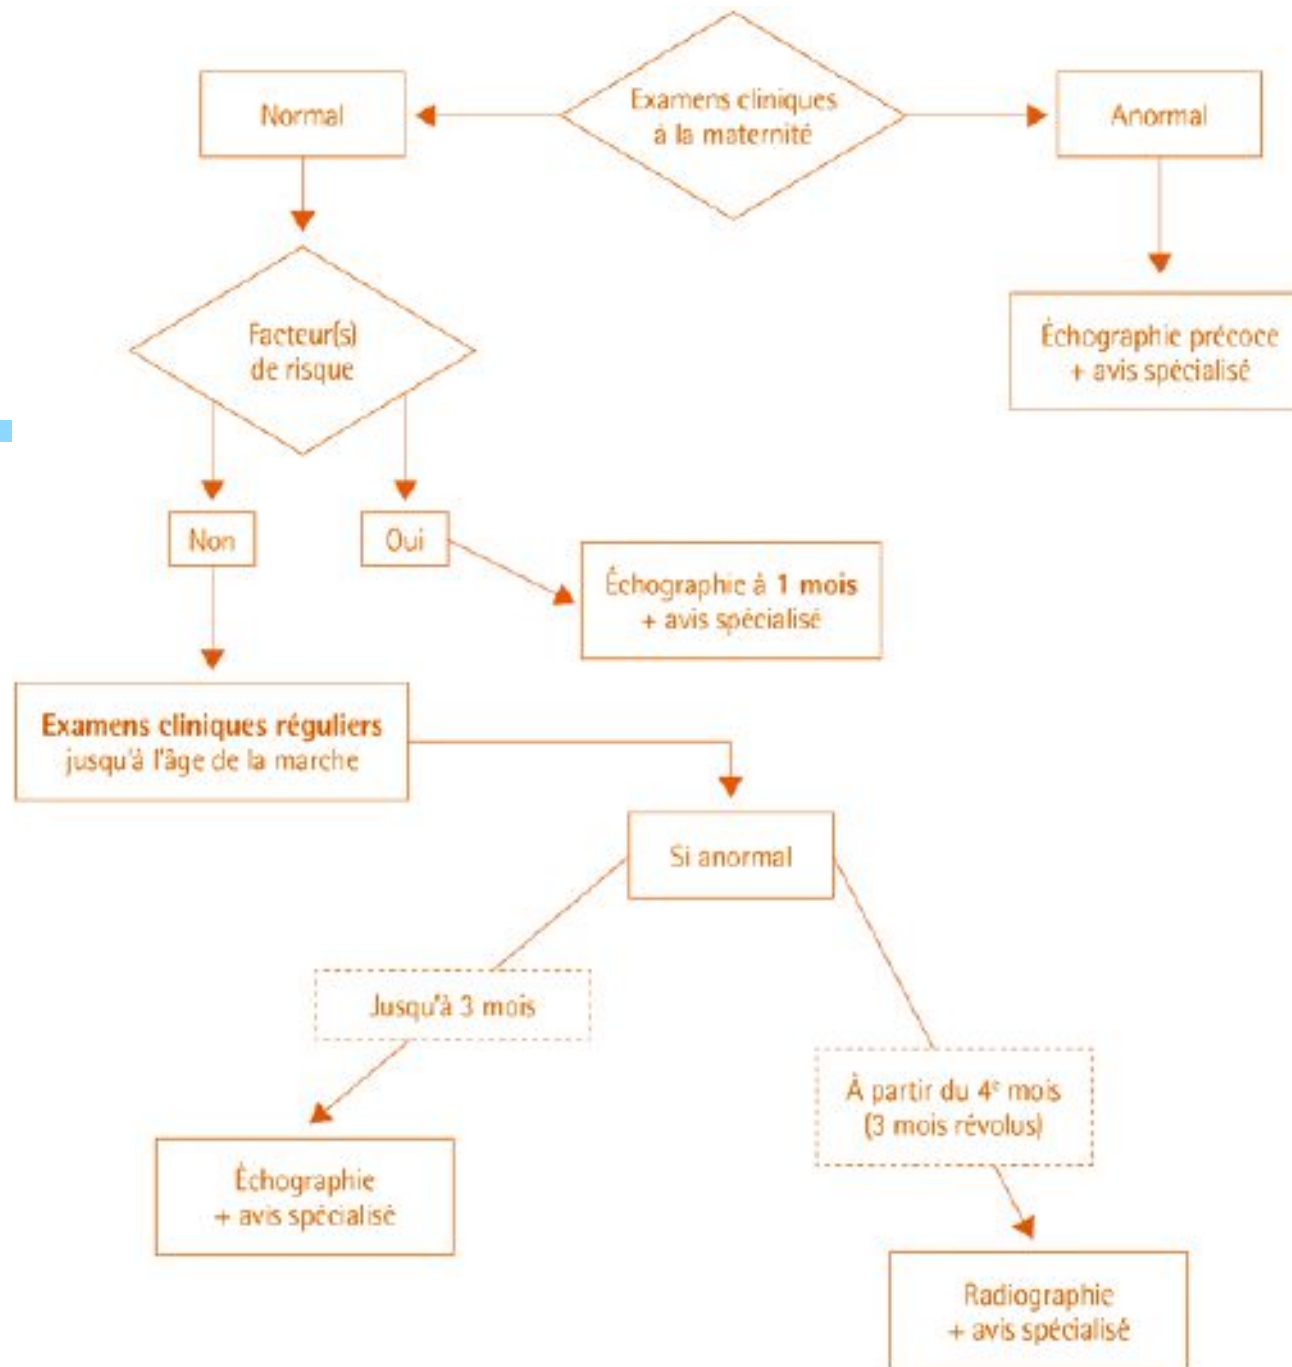 Examens cliniques
à la maternité
Normal
Anormal
Facteur(s)
de risque
Échographie précoce
+ avis spécialisé
Non
Oui
Échographie à 1 mois
+ avis spécialisé
Examens cliniques réguliers
jusqu'à l'âge de la marche
Si anormal
Jusqu'à 3 mois
À partir du 4e mois
(3 mois révolus)
Échographie
+ avis spécialisé
Radiographie
+ avis spécialisé